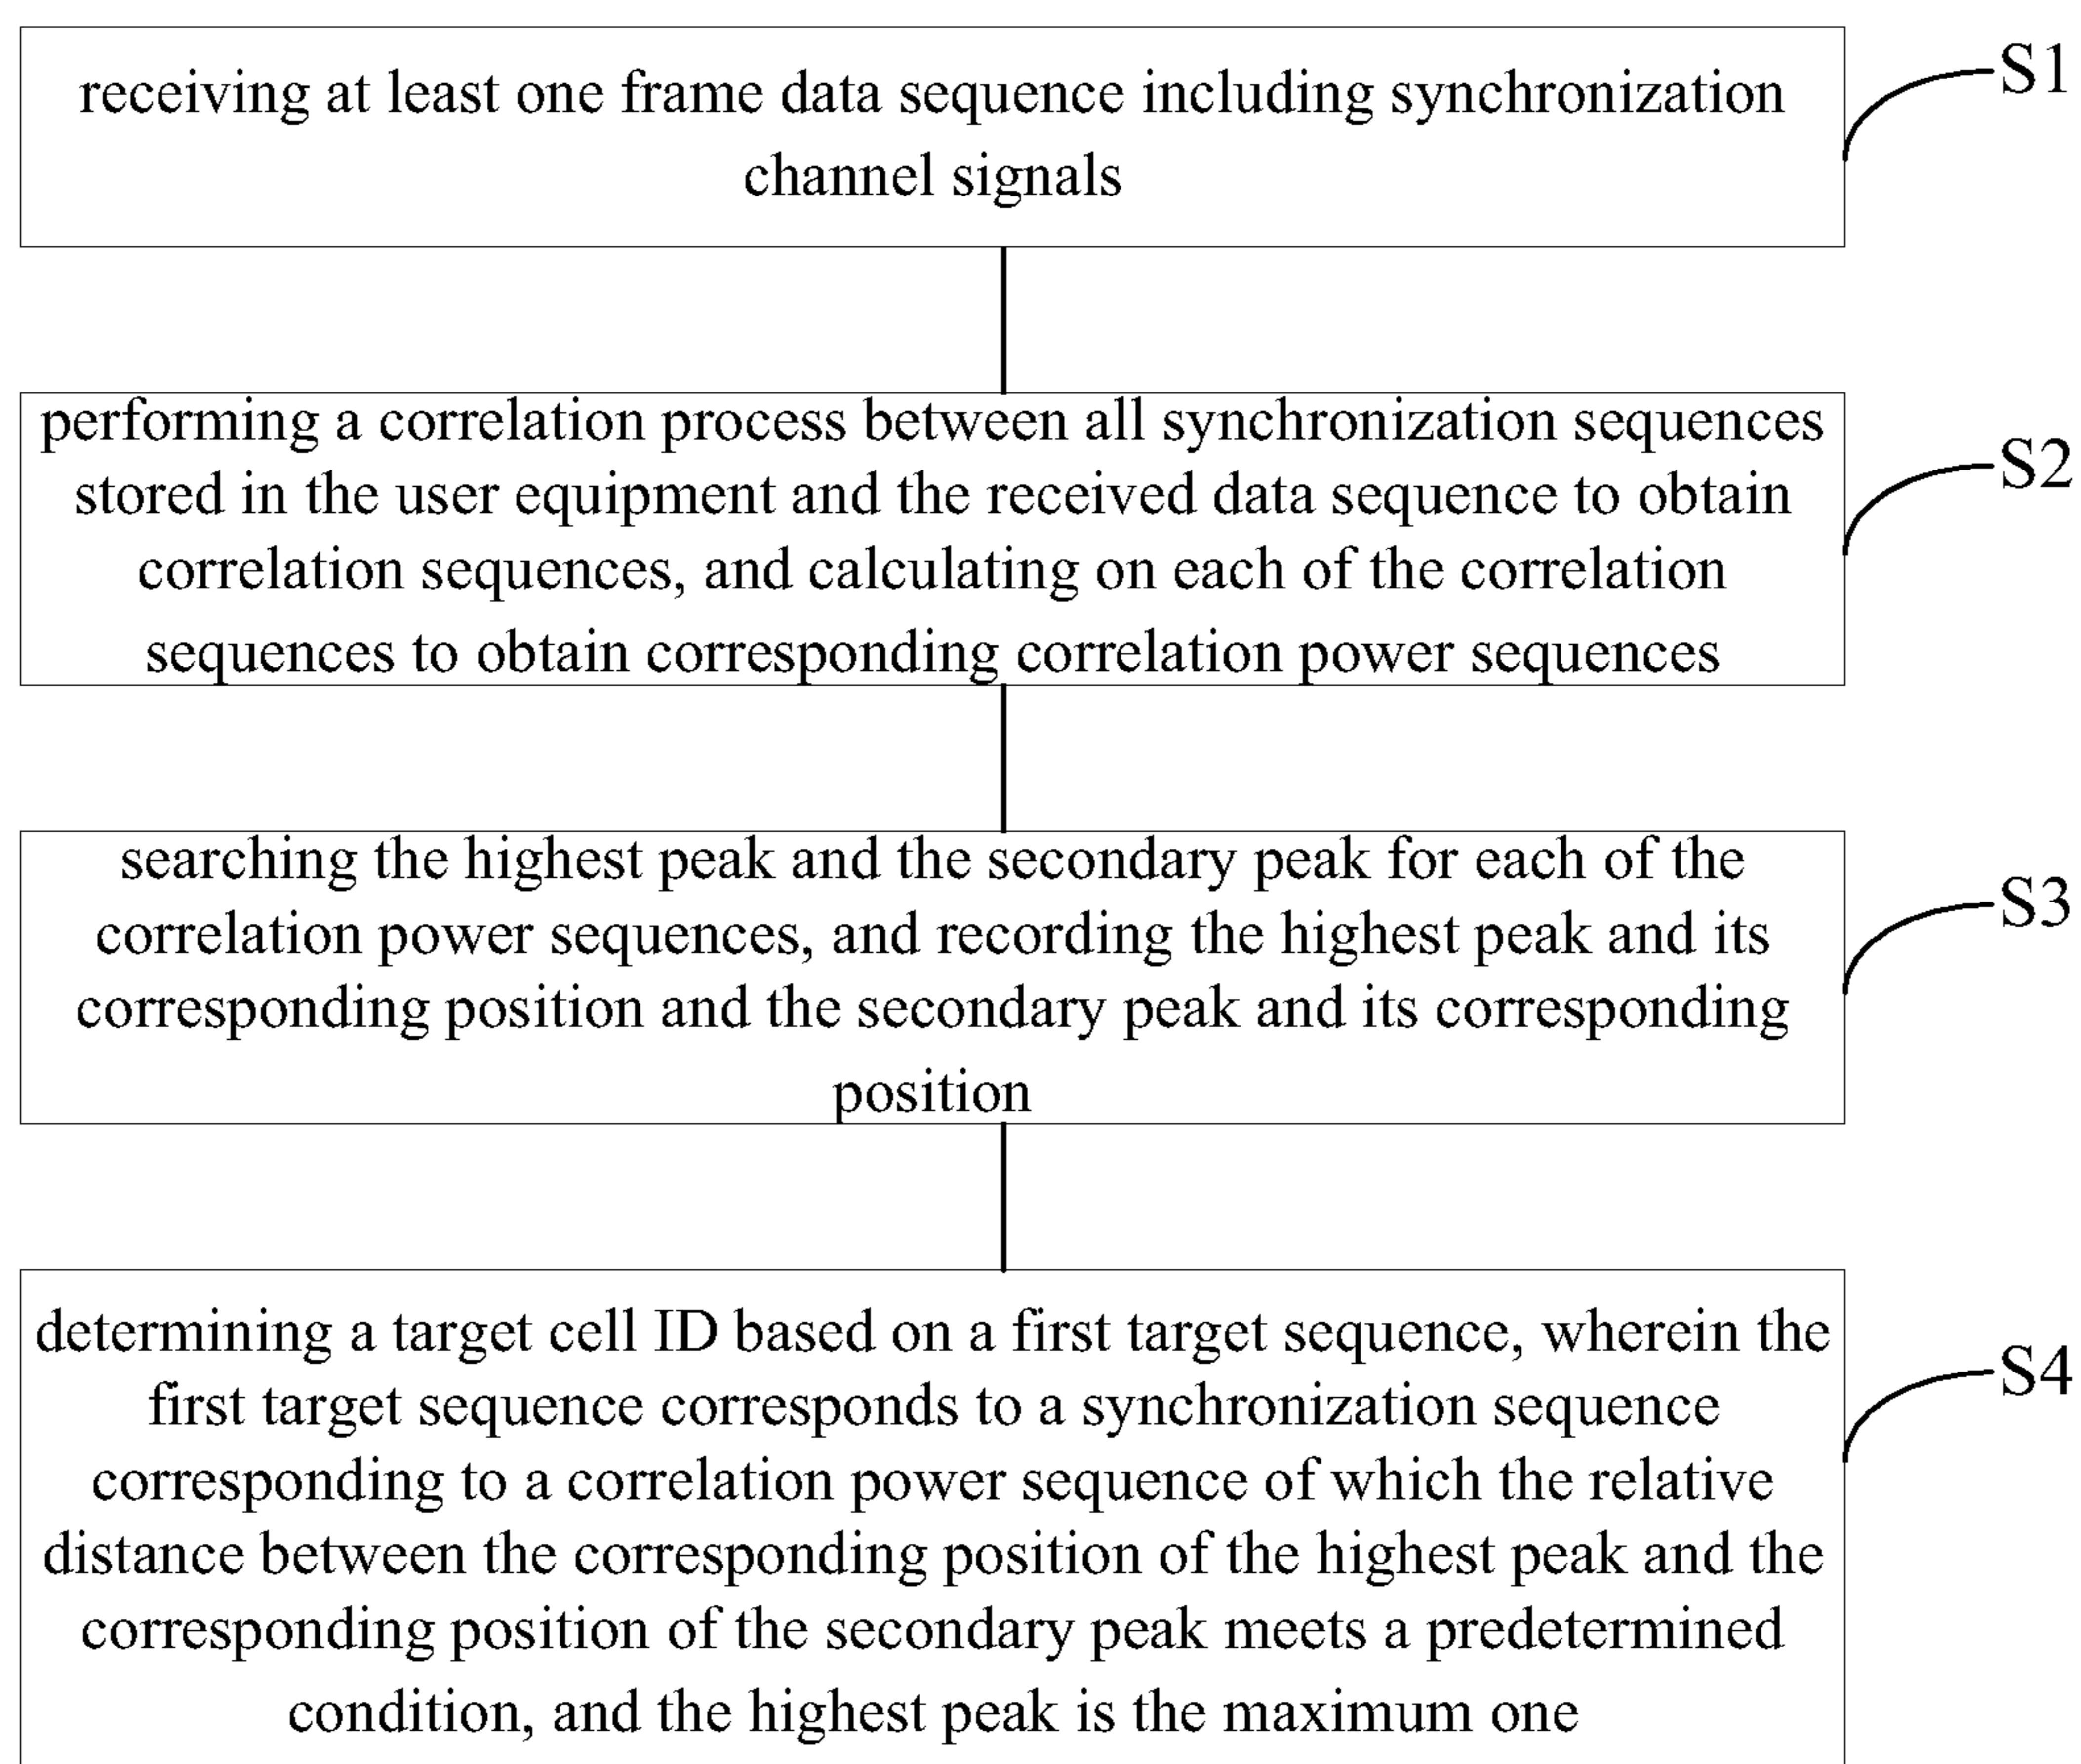 receiving at least one frame data sequence including synchronization
channel signals
S1
performing a correlation process between all synchronization sequences
stored in the user equipment and the received data sequence to obtain
correlation sequences, and calculating on each of the correlation
sequences to obtain corresponding correlation power sequences
S2
searching the highest peak and the secondary peak for each of the
correlation power sequences, and recording the highest peak and its
corresponding position and the secondary peak and its corresponding
position
S3
determining a target cell ID based on a first target sequence, wherein the
first target sequence corresponds to a synchronization sequence
corresponding to a correlation power sequence of which the relative
distance between the corresponding position of the highest peak and the
corresponding position of the secondary peak meets a predetermined
condition, and the highest peak is the maximum one
S4